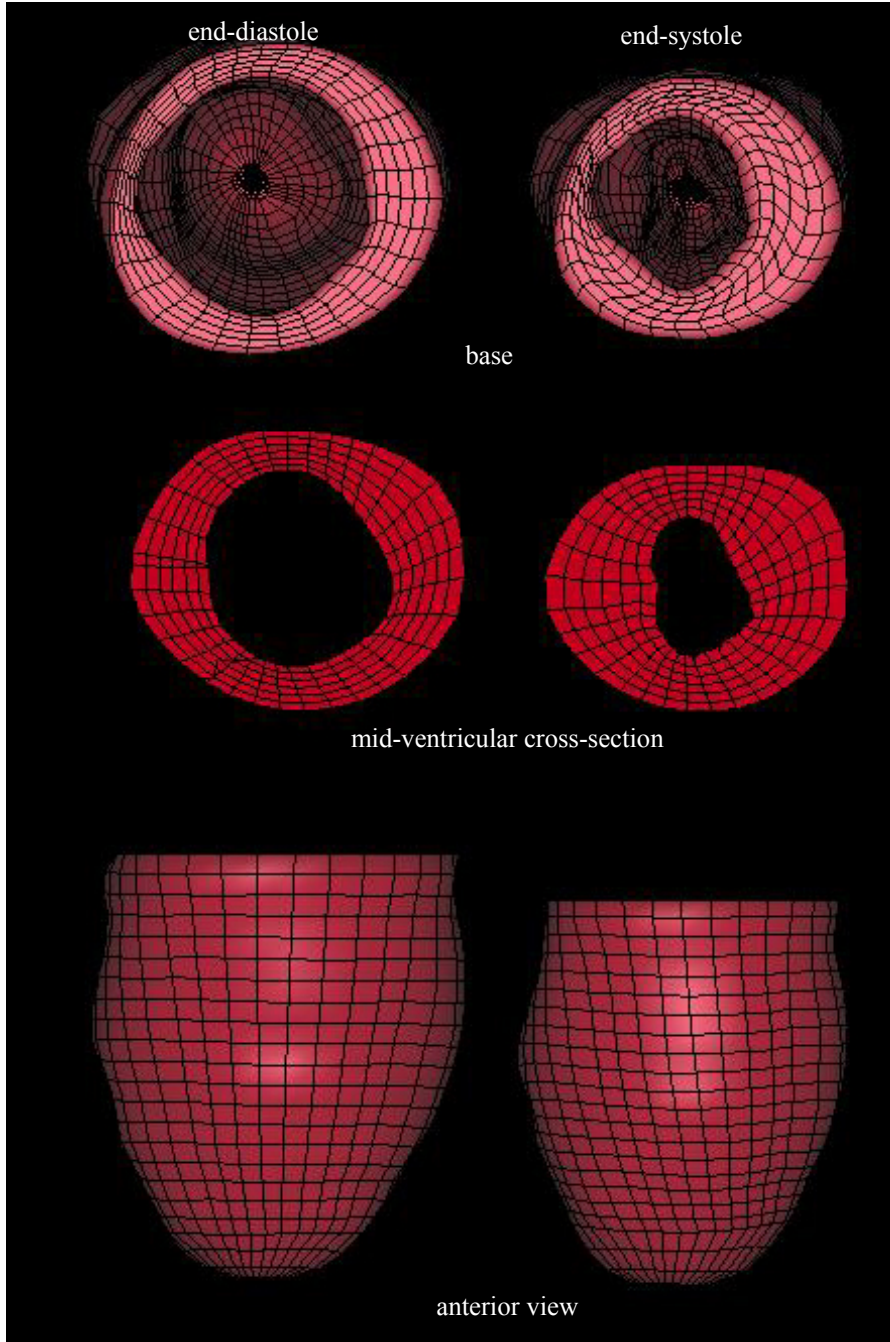 end-diastole
end-systole
base
mid-ventricular cross-section
anterior view